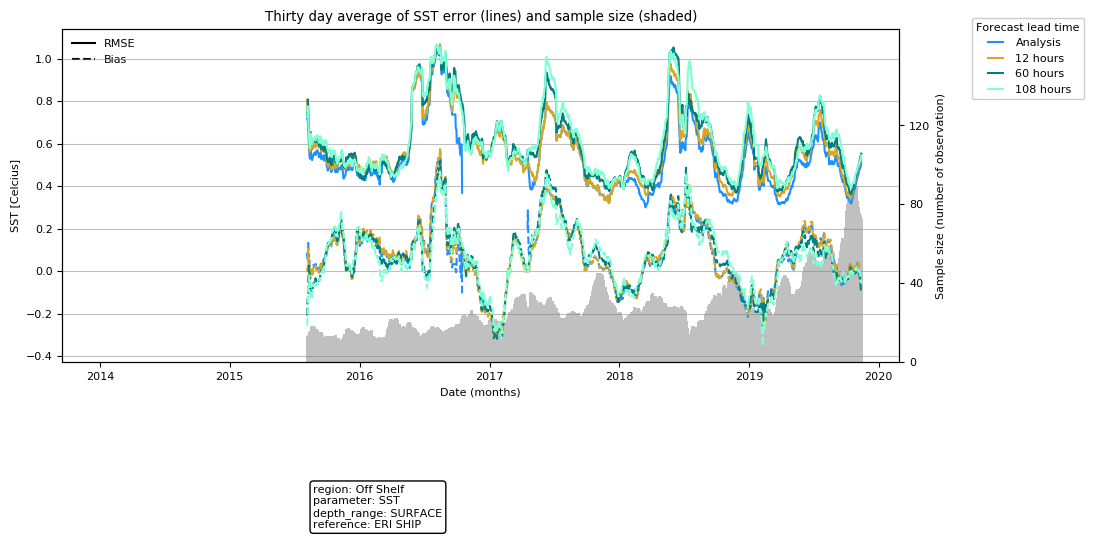 Thirty day average of SST error (lines) and sample size (shaded)
Forecast lead time
Analysis
12 hours
60 hours
108 hours
RMSE
Bias
1.0
0.8
0.6
0.4
0.2
0.0
−0.2
−0.4
SST [Celcius]
120
80
40
0
Sample size (number of observation)
2014
2015
2016
2017
2018
2019
2020
Date (months)
region: Off Shelf
parameter: SST
depth_range: SURFACE
reference: ERI SHIP